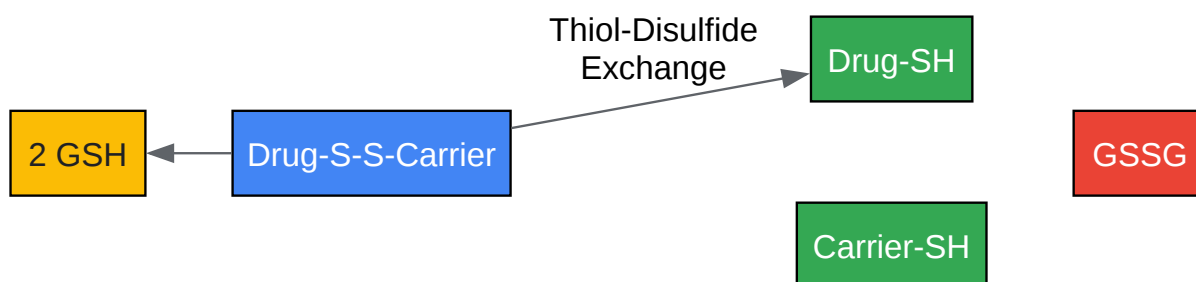 Thiol-Disulfide
Exchange
Drug-SH
2 GSH
Drug-S-S-Carrier
GSSG
Carrier-SH